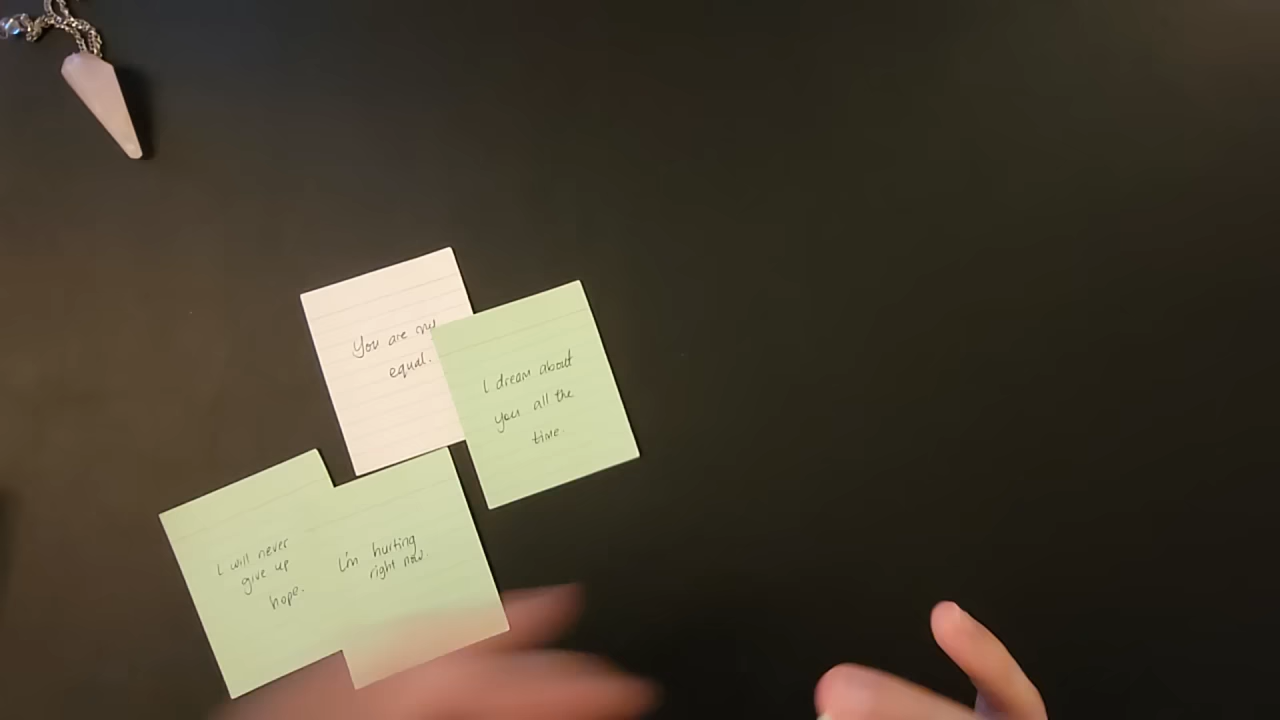 You are my
equal.
I dream about
you all the
time.
I will never
give up
hope.
I'm hurting
right now.